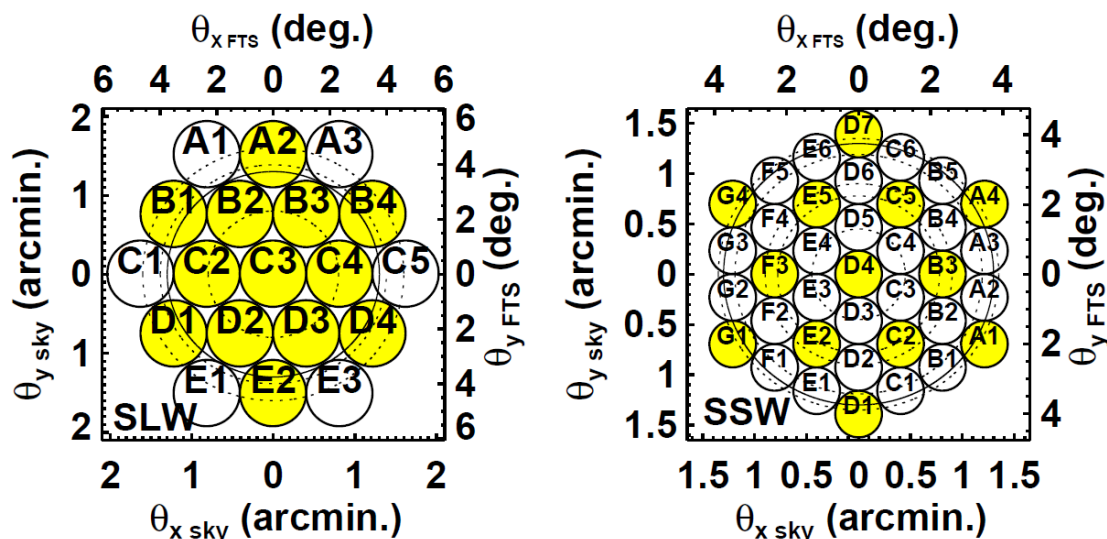 θx FTS (deg.)
6 4 2 0 2 4 6
2
1
0
1
2
θy sky (arcmin.)
A1 A2 A3
B1 B2 B3 B4
C1 C2 C3 C4 C5
D1 D2 D3 D4
E1 E2 E3
SLW
6
4
2
0
2
4
6
θy FTS (deg.)
2 1 0 1 2
θx sky (arcmin.)
θx FTS (deg.)
4 2 0 2 4
1.5
1.0
0.5
0
0.5
1.0
1.5
θy sky (arcmin.)
D7
E6 C6
F5 D6 B5
G4 E5 C5 A4
F4 D5 B4
G3 E4 C4 A3
F3 D4 B3
G2 E3 C3 A2
F2 D3 B2
G1 E2 C2 A1
F1 D2 B1
E1 C1
D1
SSW
4
2
0
2
4
θy FTS (deg.)
1.5 1 0.5 0 0.5 1 1.5
θx sky (arcmin.)